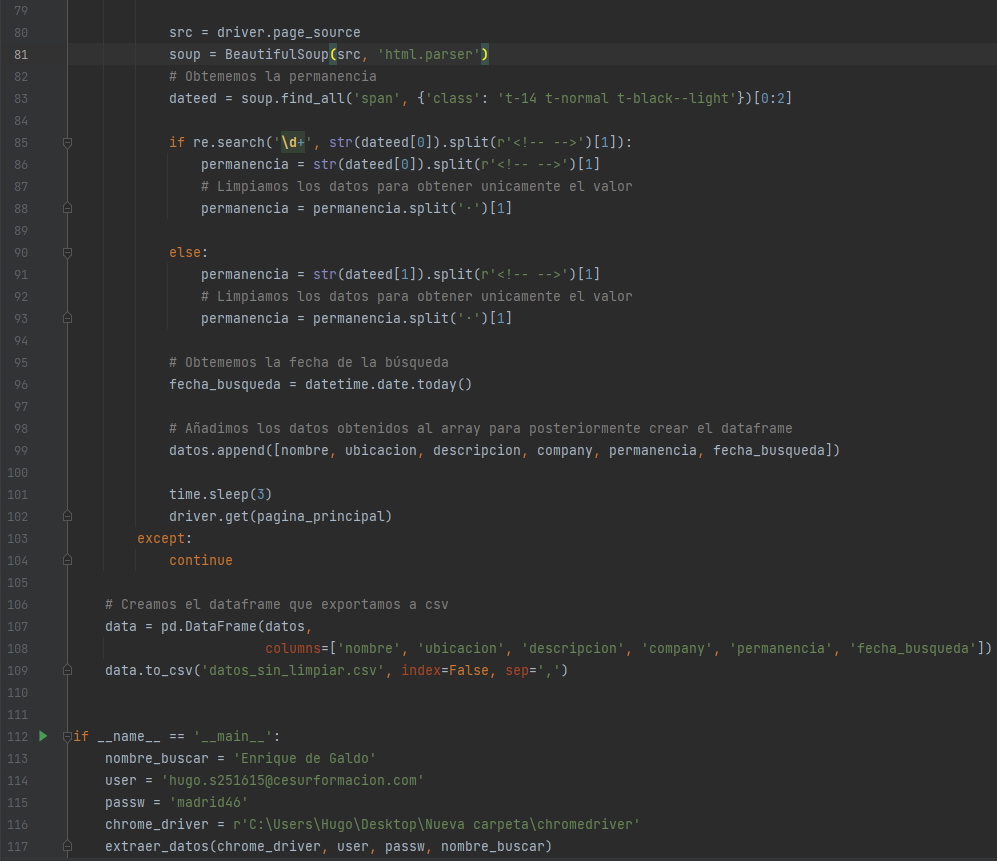 79
80 src = driver.page_source
81 soup = BeautifulSoup(src, 'html.parser')
82 # Obtememos la permanencia
83 dateed = soup.find_all('span', {'class': 't-14 t-normal t-black--light'})[0:2]
84
85 if re.search('\d+', str(dateed[0]).split(r'<!-- -->')[1]):
86 permanencia = str(dateed[0]).split(r'<!-- -->')[1]
87 # Limpiamos los datos para obtener unicamente el valor
88 permanencia = permanencia.split('·')[1]
89
90 else:
91 permanencia = str(dateed[1]).split(r'<!-- -->')[1]
92 # Limpiamos los datos para obtener unicamente el valor
93 permanencia = permanencia.split('·')[1]
94
95 # Obtememos la fecha de la búsqueda
96 fecha_busqueda = datetime.date.today()
97
98 # Añadimos los datos obtenidos al array para posteriormente crear el dataframe
99 datos.append([nombre, ubicacion, descripcion, company, permanencia, fecha_busqueda])
100
101 time.sleep(3)
102 driver.get(pagina_principal)
103 except:
104 continue
105
106 # Creamos el dataframe que exportamos a csv
107 data = pd.DataFrame(datos,
108 columns=['nombre', 'ubicacion', 'descripcion', 'company', 'permanencia', 'fecha_busqueda'])
109 data.to_csv('datos_sin_limpiar.csv', index=False, sep=',')
110
111
112 if __name__ == '__main__':
113 nombre_buscar = 'Enrique de Galdo'
114 user = 'hugo.s251615@cesurformacion.com'
115 passw = 'madrid46'
116 chrome_driver = r'C:\Users\Hugo\Desktop\Nueva carpeta\chromedriver'
117 extraer_datos(chrome_driver, user, passw, nombre_buscar)